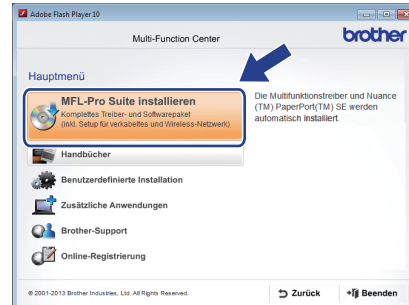 Adobe Flash Player 10
Multi-Function Center
brother
Hauptmenü
MFL-Pro Suite installieren
Komplettes Treiber- und Softwarepaket
(inkl. Setup für verkabeltes und Wireless-Netzwerk)
Die Multifunktionstreiber und Nuance
(TM) PaperPort(TM) SE werden
automatisch installiert.
Handbücher
Benutzerdefinierte Installation
Zusätzliche Anwendungen
Brother-Support
Online-Registrierung
© 2001-2013 Brother Industries, Ltd. All Rights Reserved.
Zurück
Beenden